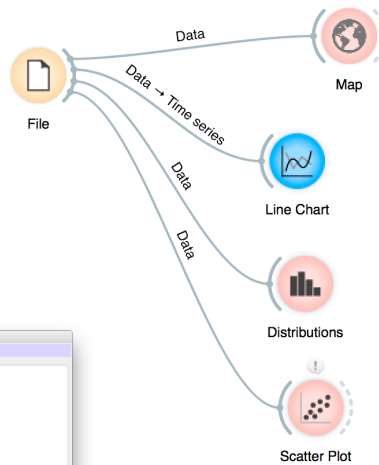 Data
Map
File
Data → Time series
Line Chart
Data
Distributions
Data
!
Scatter Plot